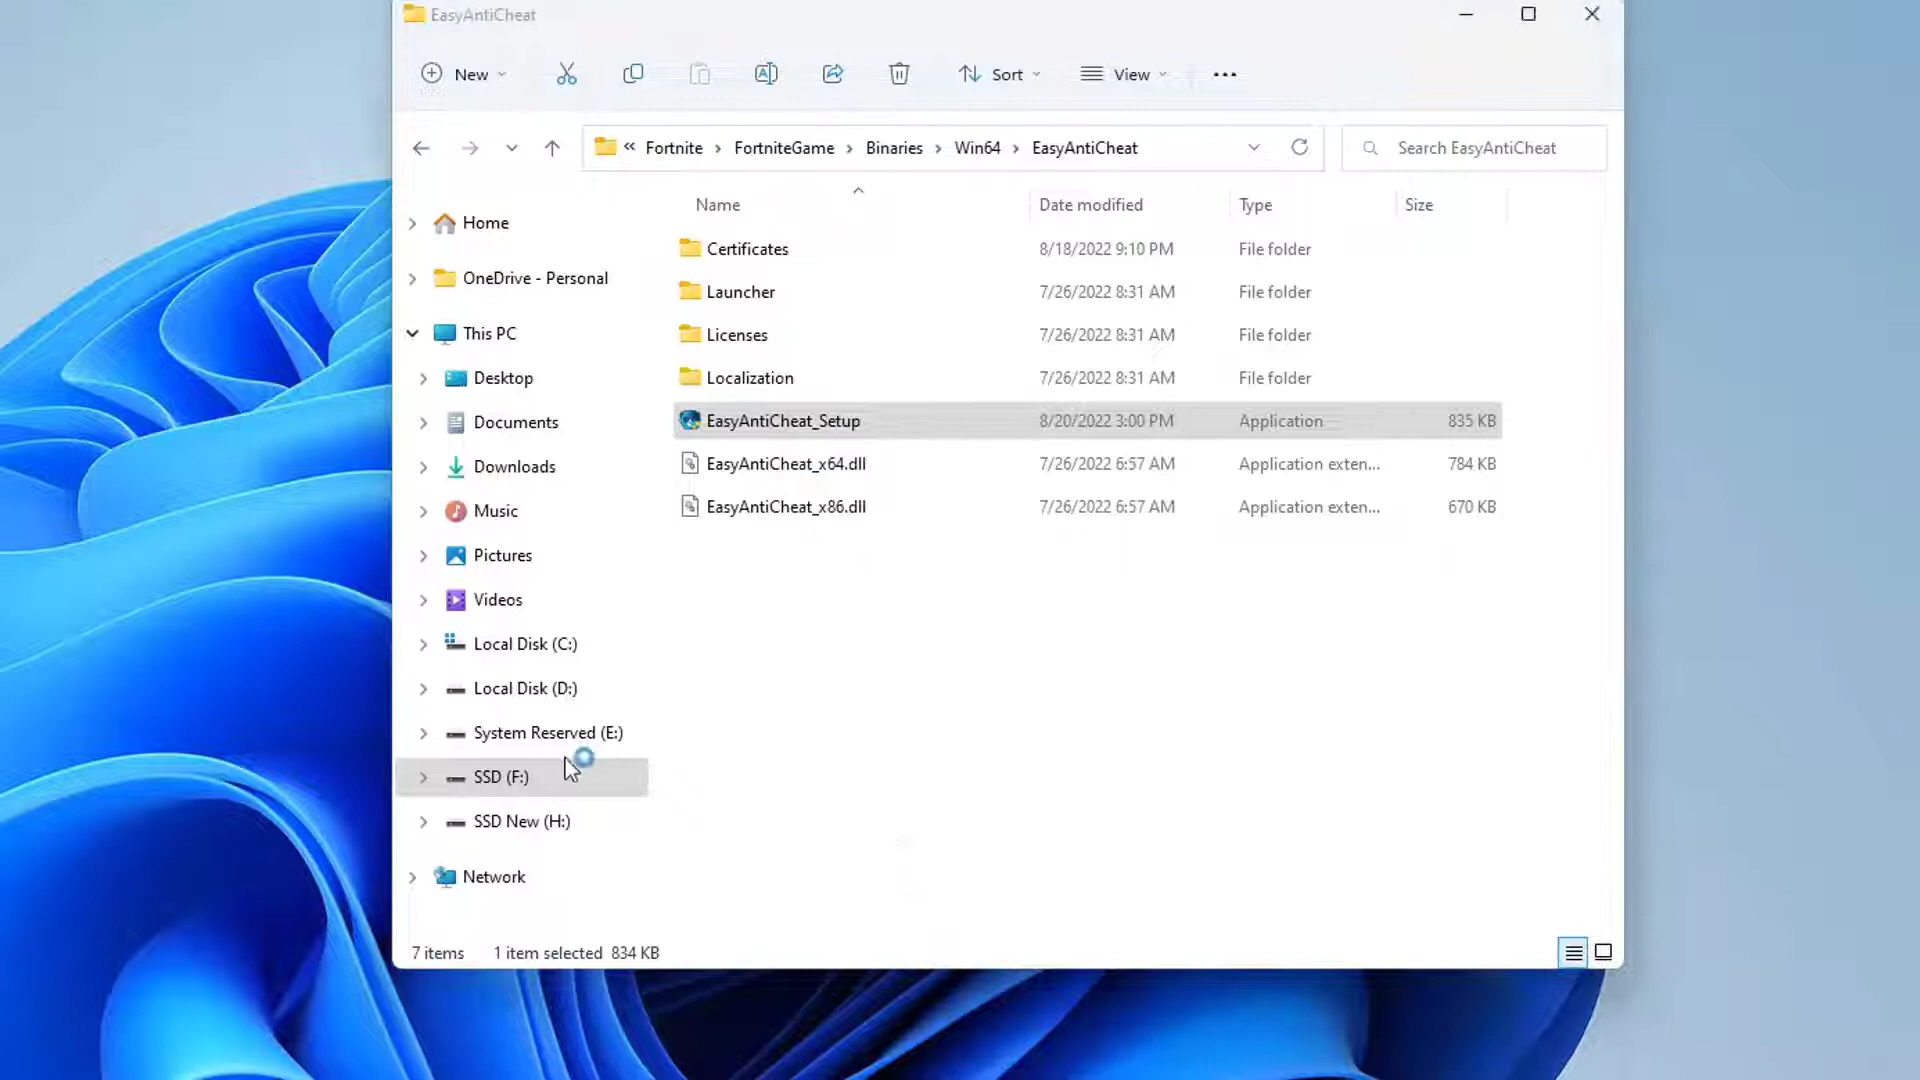 EasyAntiCheat
New
Sort
View
« Fortnite > FortniteGame > Binaries > Win64 > EasyAntiCheat
Search EasyAntiCheat
Name Date modified Type Size
Home
OneDrive - Personal
This PC
Desktop
Documents
Downloads
Music
Pictures
Videos
Local Disk (C:)
Local Disk (D:)
System Reserved (E:)
SSD (F:)
SSD New (H:)
Network
Certificates 8/18/2022 9:10 PM File folder
Launcher 7/26/2022 8:31 AM File folder
Licenses 7/26/2022 8:31 AM File folder
Localization 7/26/2022 8:31 AM File folder
EasyAntiCheat_Setup 8/20/2022 3:00 PM Application 835 KB
EasyAntiCheat_x64.dll 7/26/2022 6:57 AM Application exten... 784 KB
EasyAntiCheat_x86.dll 7/26/2022 6:57 AM Application exten... 670 KB
7 items 1 item selected 834 KB